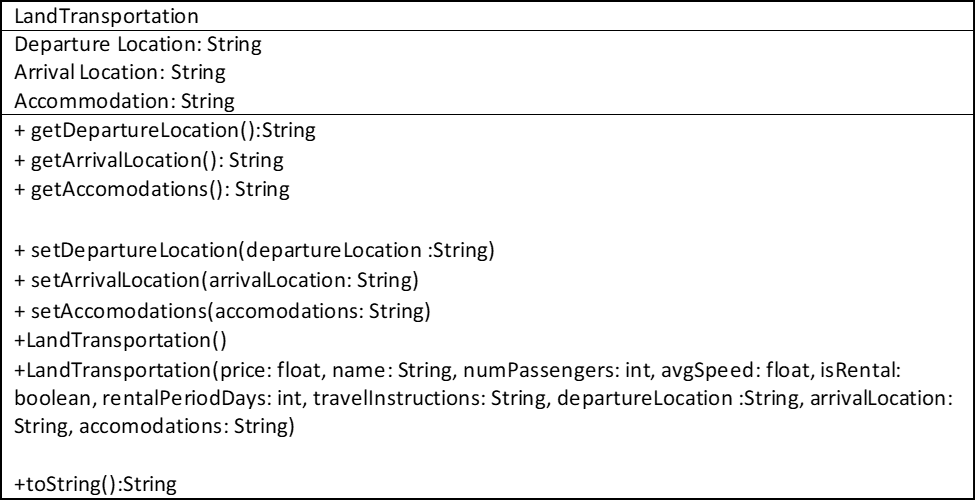 LandTransportation
Departure Location: String
Arrival Location: String
Accommodation: String
+ getDepartureLocation():String
+ getArrivalLocation(): String
+ getAccomodations(): String
+ setDepartureLocation(departureLocation :String)
+ setArrivalLocation(arrivalLocation: String)
+ setAccomodations(accomodations: String)
+LandTransportation()
+LandTransportation(price: float, name: String, numPassengers: int, avgSpeed: float, isRental:
boolean, rentalPeriodDays: int, travelInstructions: String, departureLocation :String, arrivalLocation:
String, accomodations: String)
+toString():String